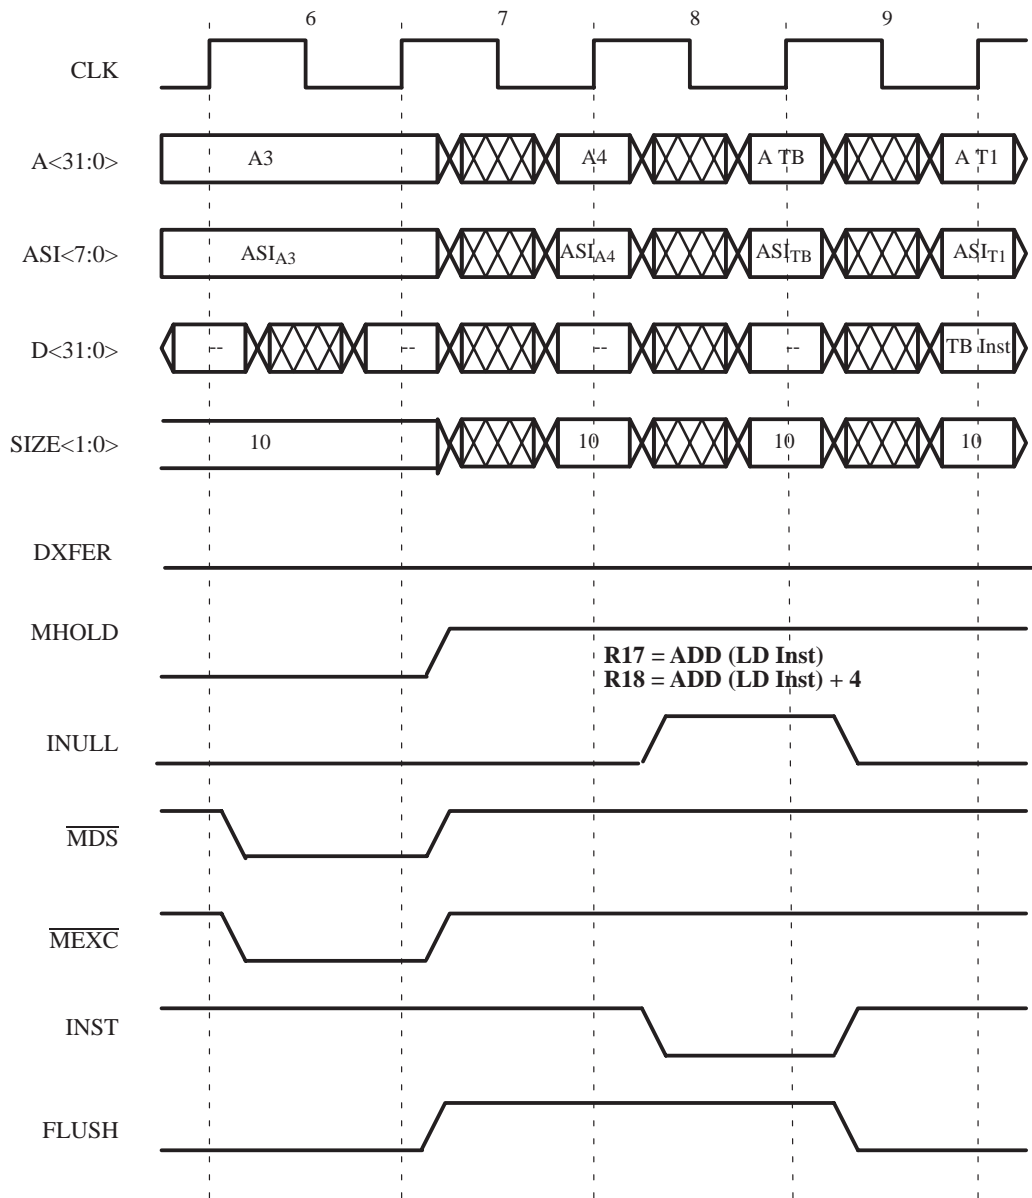 6 7 8 9
CLK
A<31:0> A3 A4 A TB A T1
ASI<7:0> ASIA3 ASIA4 ASITB ASIT1
D<31:0> -- -- -- -- TB Inst
SIZE<1:0> 10 10 10 10
DXFER
MHOLD
R17 = ADD (LD Inst)
R18 = ADD (LD Inst) + 4
INULL
MDS
MEXC
INST
FLUSH